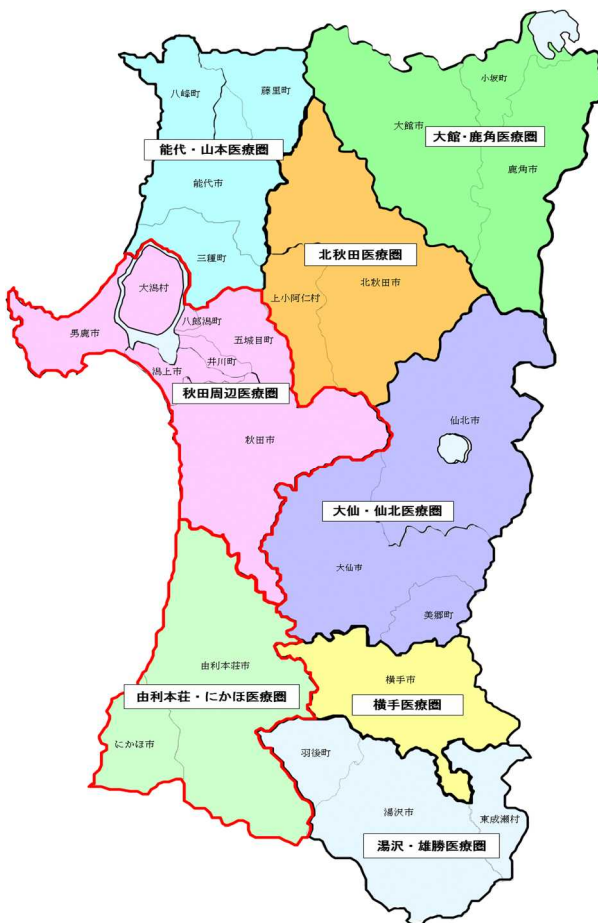 小坂町
八峰町
藤里町
大館市
大館・鹿角医療圏
能代・山本医療圏
鹿角市
能代市
北秋田医療圏
三種町
北秋田市
大潟村
上小阿仁村
八郎潟町
男鹿市
五城目町
井川町
潟上市
秋田周辺医療圏
仙北市
秋田市
大仙・仙北医療圏
大仙市
美郷町
由利本荘市
横手市
由利本荘・にかほ医療圏
横手医療圏
にかほ市
羽後町
湯沢市
東成瀬村
湯沢・雄勝医療圏